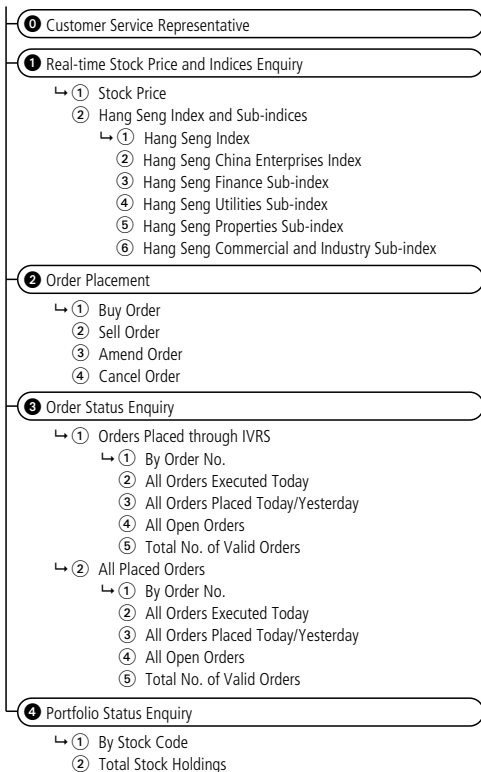 0 Customer Service Representative
1 Real-time Stock Price and Indices Enquiry
1 Stock Price
2 Hang Seng Index and Sub-indices
1 Hang Seng Index
2 Hang Seng China Enterprises Index
3 Hang Seng Finance Sub-index
4 Hang Seng Utilities Sub-index
5 Hang Seng Properties Sub-index
6 Hang Seng Commercial and Industry Sub-index
2 Order Placement
1 Buy Order
2 Sell Order
3 Amend Order
4 Cancel Order
3 Order Status Enquiry
1 Orders Placed through IVRS
1 By Order No.
2 All Orders Executed Today
3 All Orders Placed Today/Yesterday
4 All Open Orders
5 Total No. of Valid Orders
2 All Placed Orders
1 By Order No.
2 All Orders Executed Today
3 All Orders Placed Today/Yesterday
4 All Open Orders
5 Total No. of Valid Orders
4 Portfolio Status Enquiry
1 By Stock Code
2 Total Stock Holdings